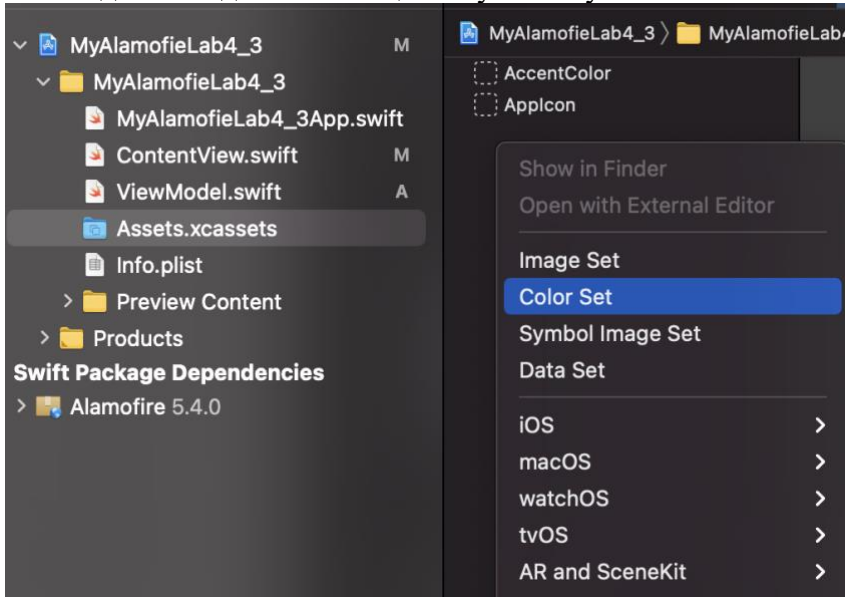 MyAlamofieLab4_3 M
MyAlamofieLab4_3
MyAlamofieLab4_3App.swift
ContentView.swift M
ViewModel.swift A
Assets.xcassets
Info.plist
Preview Content
Products
Swift Package Dependencies
Alamofire 5.4.0
MyAlamofieLab4_3 〉 MyAlamofieLab4
AccentColor
AppIcon
Show in Finder
Open with External Editor
Image Set
Color Set
Symbol Image Set
Data Set
iOS
macOS
watchOS
tvOS
AR and SceneKit